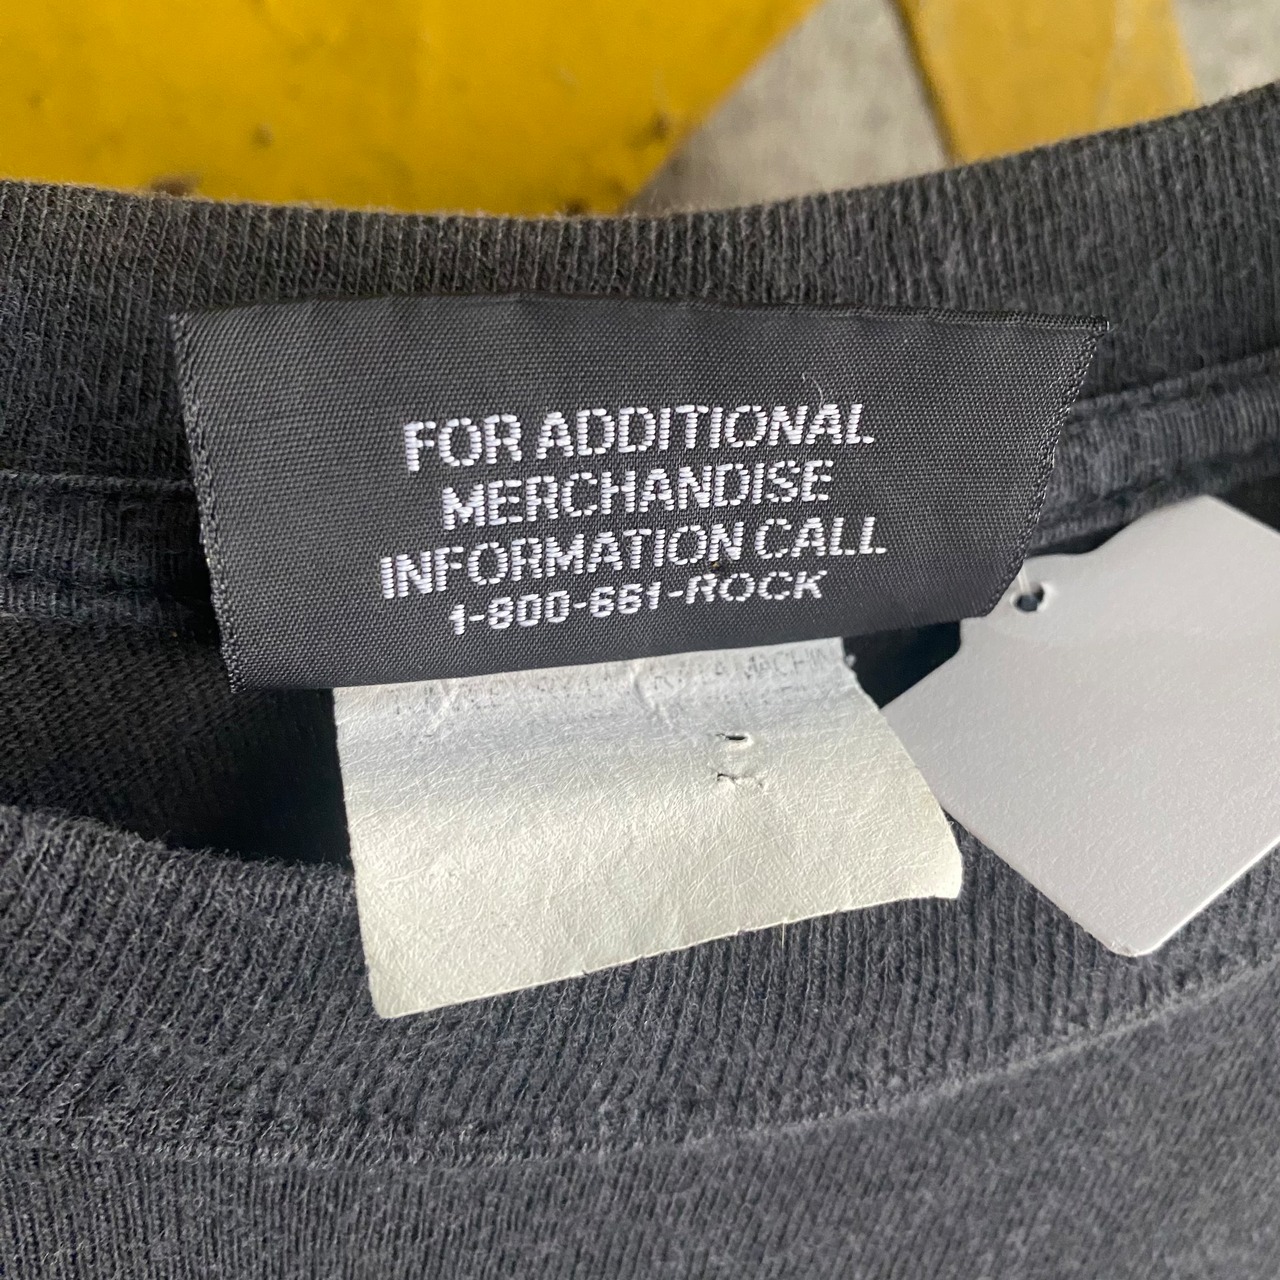 FOR ADDITIONAL
MERCHANDISE
INFORMATION CALL
1-800-661-ROCK